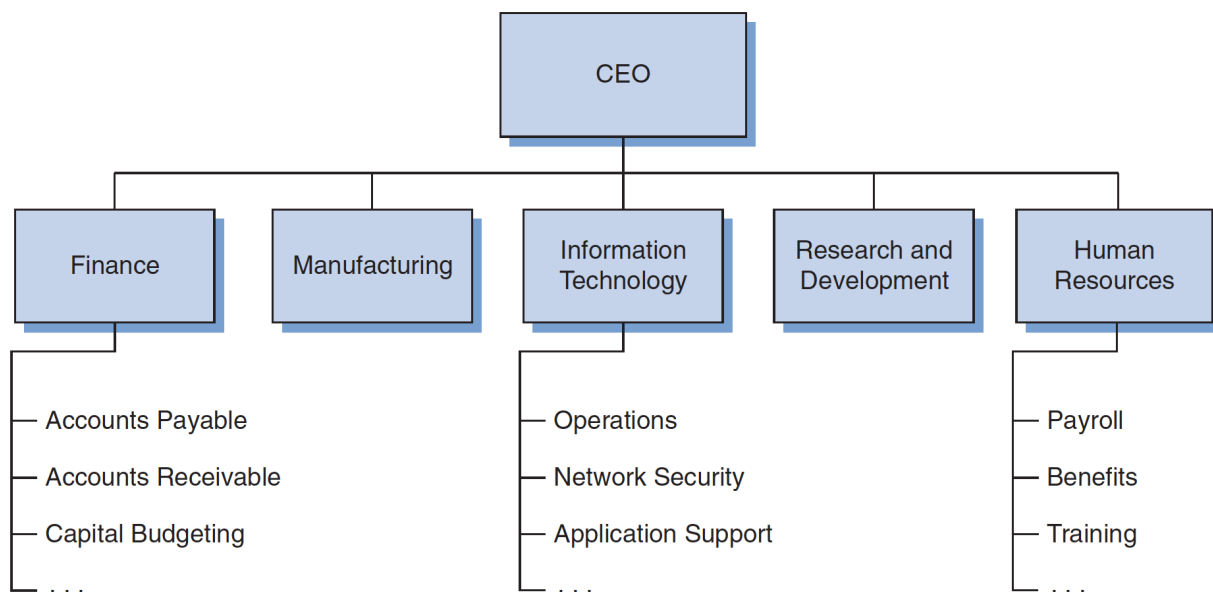 CEO
Finance
Manufacturing
Information
Technology
Research and
Development
Human
Resources
Accounts Payable
Accounts Receivable
Capital Budgeting
. . .
Operations
Network Security
Application Support
. . .
Payroll
Benefits
Training
. . .